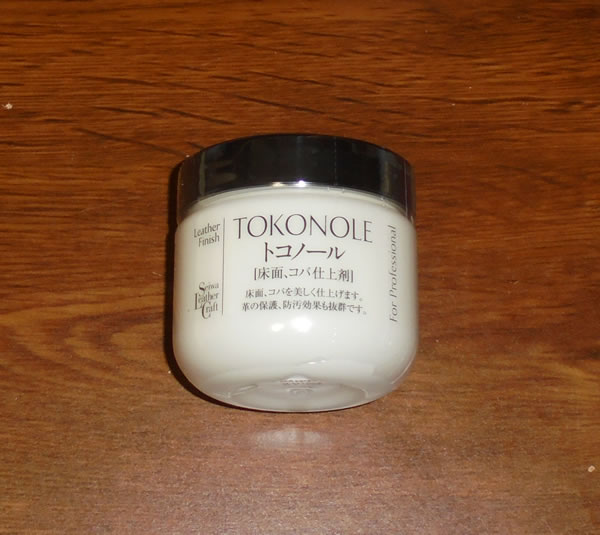 Leather
Finish
TOKONOLE
トコノール
[床面、コバ仕上剤]
床面、コバを美しく仕上げます。
革の保護、防汚効果も抜群です。
Seiwa
Leather
Craft
For Professional